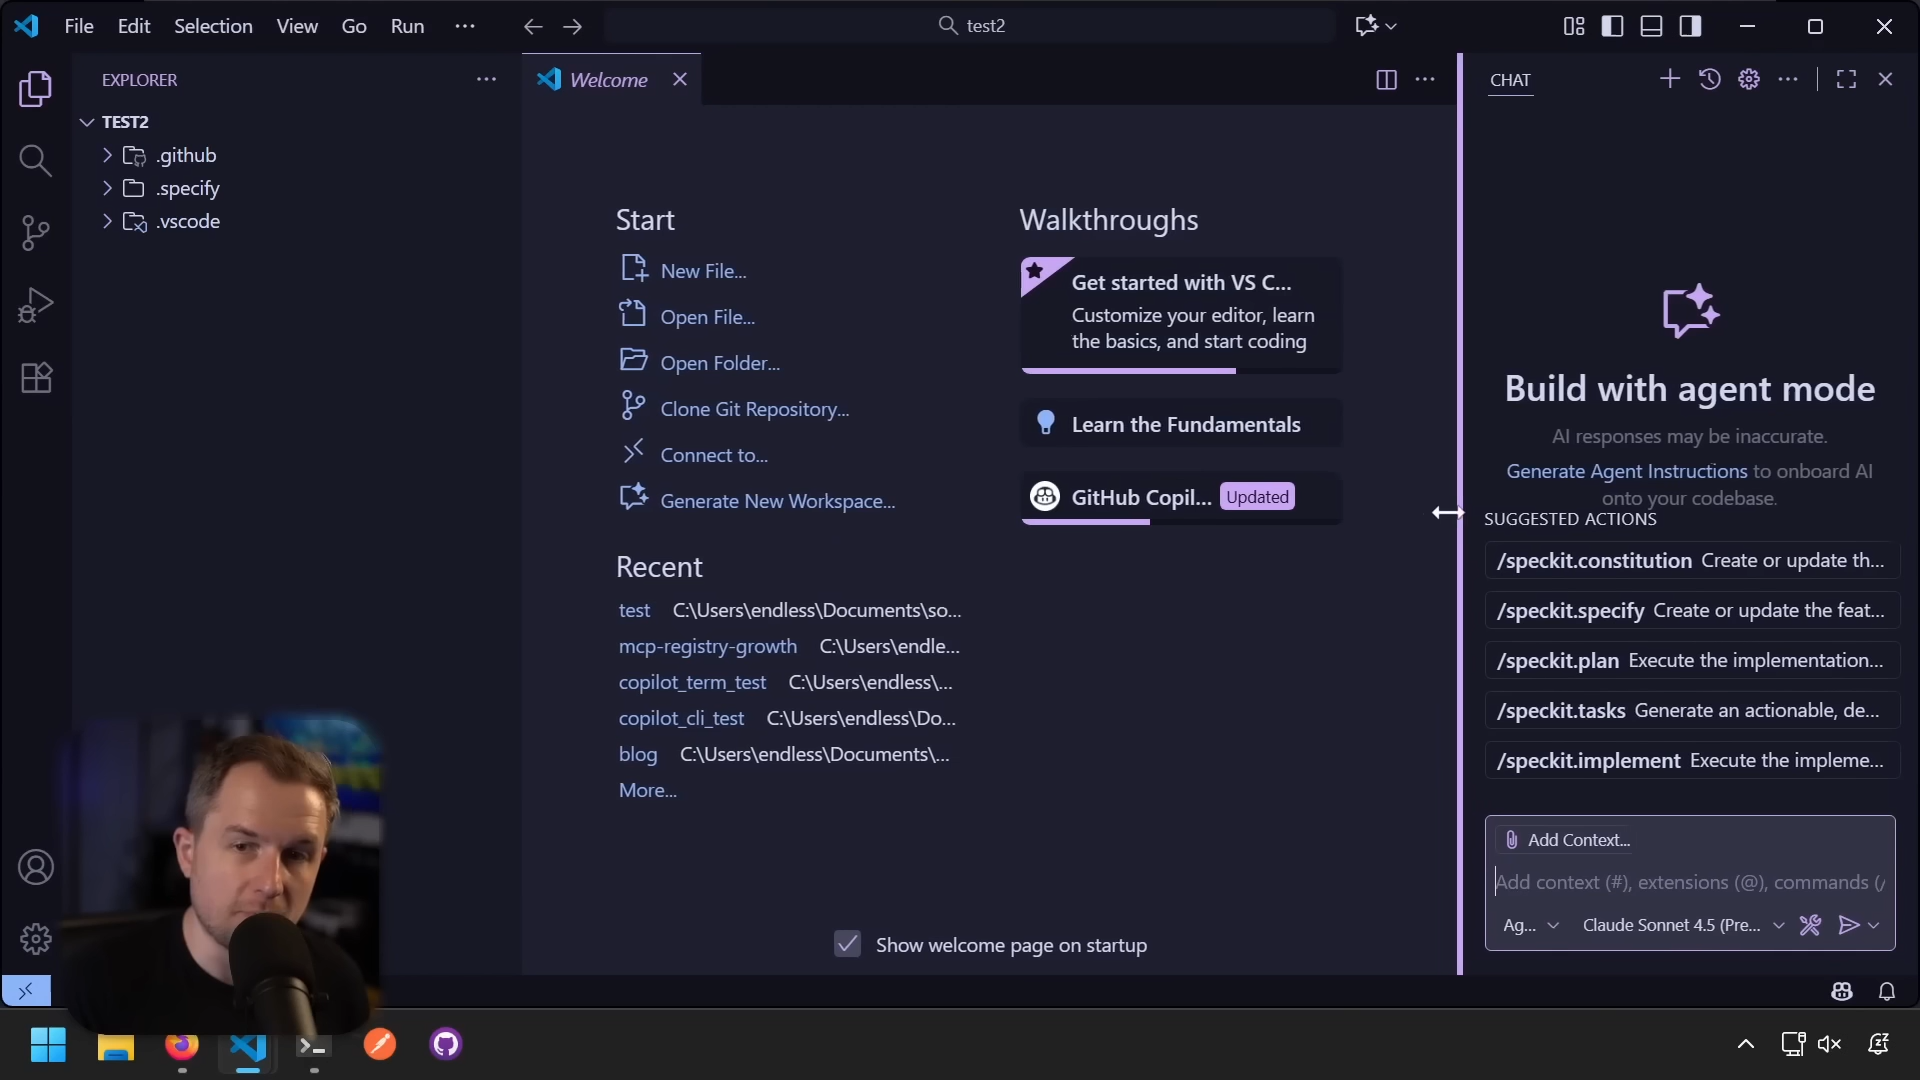 File Edit Selection View Go Run
test2
EXPLORER
TEST2
.github
.specify
.vscode
Welcome
Start
New File...
Open File...
Open Folder...
Clone Git Repository...
Connect to...
Generate New Workspace...
Recent
test C:\Users\endless\Documents\so...
mcp-registry-growth C:\Users\endle...
copilot_term_test C:\Users\endless\...
copilot_cli_test C:\Users\endless\Do...
blog C:\Users\endless\Documents\...
More...
Walkthroughs
Get started with VS C...
Customize your editor, learn
the basics, and start coding
Learn the Fundamentals
GitHub Copil... Updated
Show welcome page on startup
CHAT
Build with agent mode
AI responses may be inaccurate.
Generate Agent Instructions to onboard AI
onto your codebase.
SUGGESTED ACTIONS
/speckit.constitution Create or update th...
/speckit.specify Create or update the feat...
/speckit.plan Execute the implementation...
/speckit.tasks Generate an actionable, de...
/speckit.implement Execute the impleme...
Add Context...
Add context (#), extensions (@), commands (/
Ag... Claude Sonnet 4.5 (Pre...